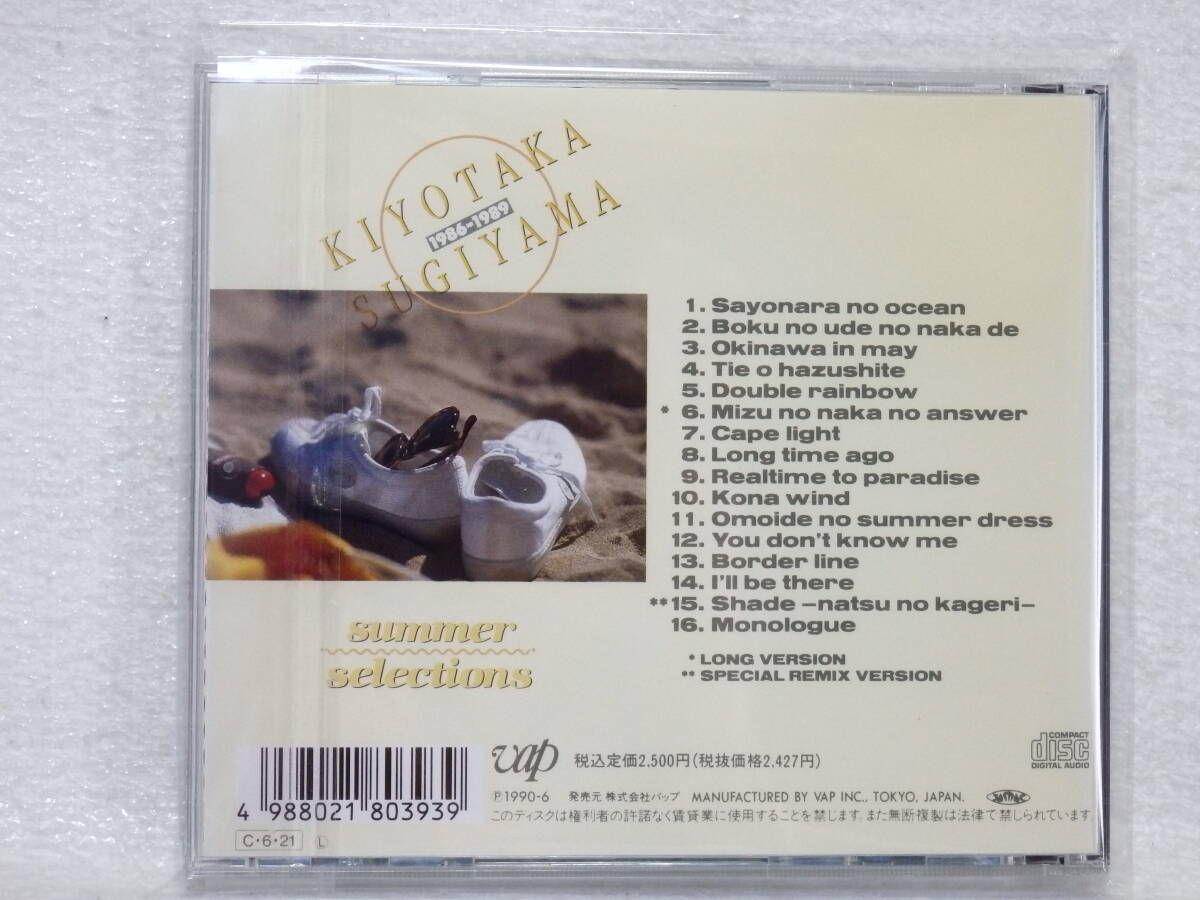 KIYOTAKA
1986-1989
SUGIYAMA
1. Sayonara no ocean
2. Boku no ude no naka de
3. Okinawa in may
4. Tie o hazushite
5. Double rainbow
* 6. Mizu no naka no answer
7. Cape light
8. Long time ago
9. Realtime to paradise
10. Kona wind
11. Omoide no summer dress
12. You don't know me
13. Border line
14. I'll be there
** 15. Shade -natsu no kageri-
16. Monologue
* LONG VERSION
** SPECIAL REMIX VERSION
summer
selections
4 988021 803939
C·6·21 Ⓛ
vap 税込定価2,500円(税抜価格2,427円)
COMPACT
disc
DIGITAL AUDIO
Ⓟ1990-6 発売元 株式会社バップ MANUFACTURED BY VAP INC., TOKYO, JAPAN.
このディスクは権利者の許諾なく賃貸業に使用することを禁じます。また無断複製は法律で禁じられています